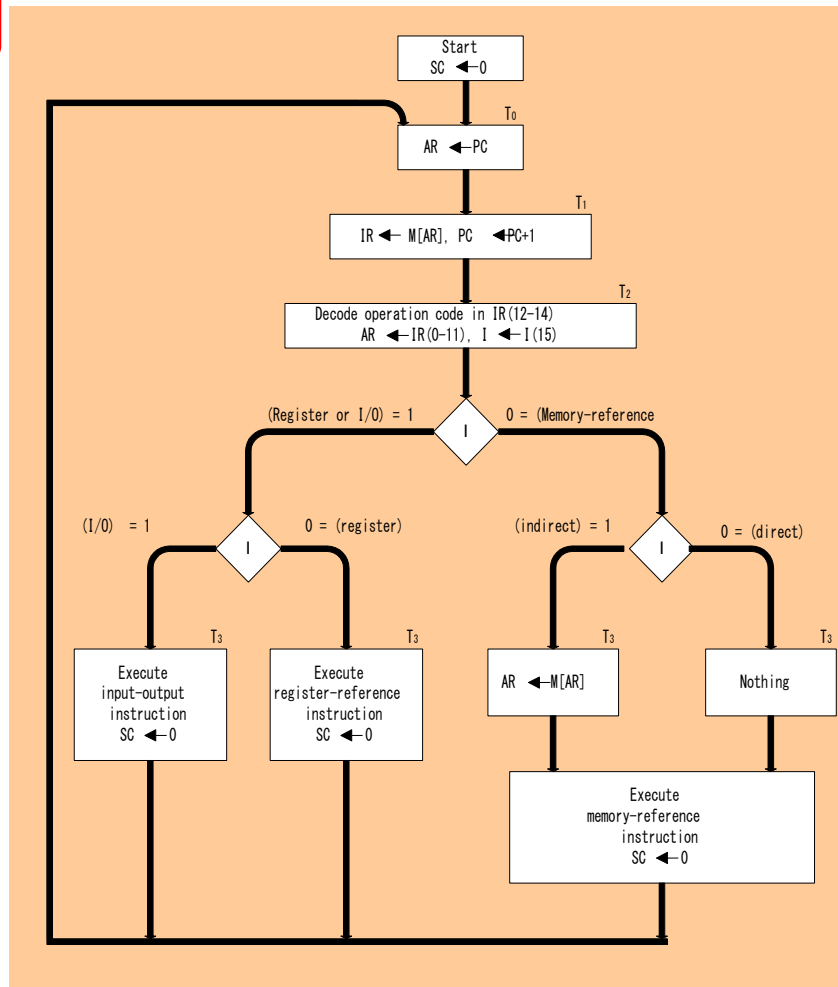 Start
SC ← 0
T0
AR ← PC
T1
IR ← M[AR], PC ← PC+1
T2
Decode operation code in IR(12-14)
AR ← IR(0-11), I ← I(15)
(Register or I/O) = 1
I
0 = (Memory-reference
(I/O) = 1
I
0 = (register)
(indirect) = 1
I
0 = (direct)
T3
Execute
input-output
instruction
SC ← 0
T3
Execute
register-reference
instruction
SC ← 0
T3
AR ← M[AR]
T3
Nothing
Execute
memory-reference
instruction
SC ← 0